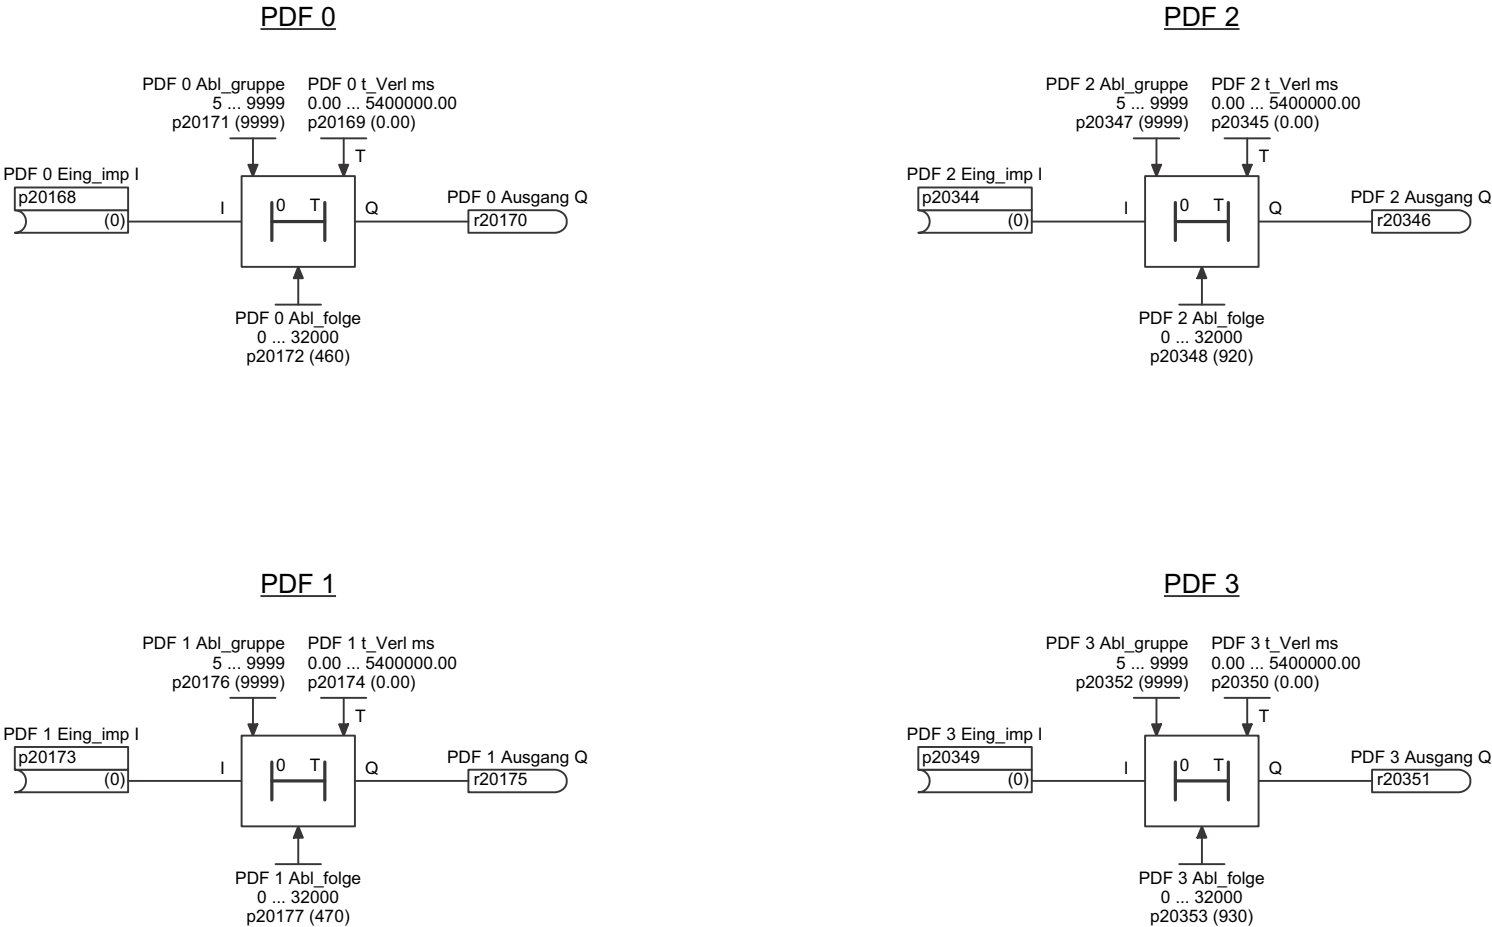 PDF 0
PDF 0 Abl_gruppe
5 ... 9999
p20171 (9999)
PDF 0 t_Verl ms
0.00 ... 5400000.00
p20169 (0.00)
T
PDF 0 Eing_imp I
p20168
(0)
I
0 T
Q
PDF 0 Ausgang Q
r20170
PDF 0 Abl_folge
0 ... 32000
p20172 (460)
PDF 2
PDF 2 Abl_gruppe
5 ... 9999
p20347 (9999)
PDF 2 t_Verl ms
0.00 ... 5400000.00
p20345 (0.00)
T
PDF 2 Eing_imp I
p20344
(0)
I
0 T
Q
PDF 2 Ausgang Q
r20346
PDF 2 Abl_folge
0 ... 32000
p20348 (920)
PDF 1
PDF 1 Abl_gruppe
5 ... 9999
p20176 (9999)
PDF 1 t_Verl ms
0.00 ... 5400000.00
p20174 (0.00)
T
PDF 1 Eing_imp I
p20173
(0)
I
0 T
Q
PDF 1 Ausgang Q
r20175
PDF 1 Abl_folge
0 ... 32000
p20177 (470)
PDF 3
PDF 3 Abl_gruppe
5 ... 9999
p20352 (9999)
PDF 3 t_Verl ms
0.00 ... 5400000.00
p20350 (0.00)
T
PDF 3 Eing_imp I
p20349
(0)
I
0 T
Q
PDF 3 Ausgang Q
r20351
PDF 3 Abl_folge
0 ... 32000
p20353 (930)